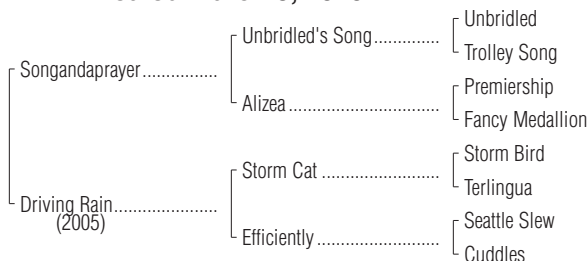 Unbridled
Unbridled's Song..............
Trolley Song
Songandaprayer................
Premiership
Alizea................................
Fancy Medallion
Storm Bird
Storm Cat.........................
Terlingua
Driving Rain......................
(2005)
Seattle Slew
Efficiently..........................
Cuddles